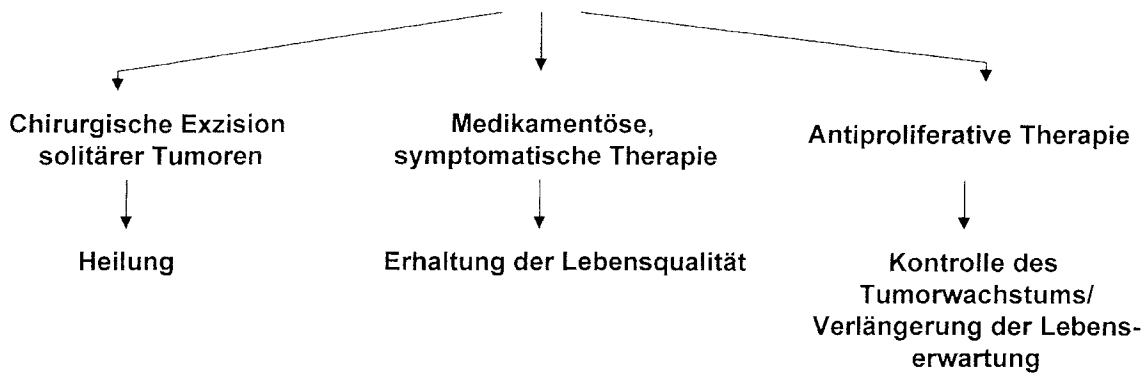 Chirurgische Exzision
solitärer Tumoren
Heilung
Medikamentöse,
symptomatische Therapie
Erhaltung der Lebensqualität
Antiproliferative Therapie
Kontrolle des
Tumorwachstums/
Verlängerung der Lebens-
erwartung